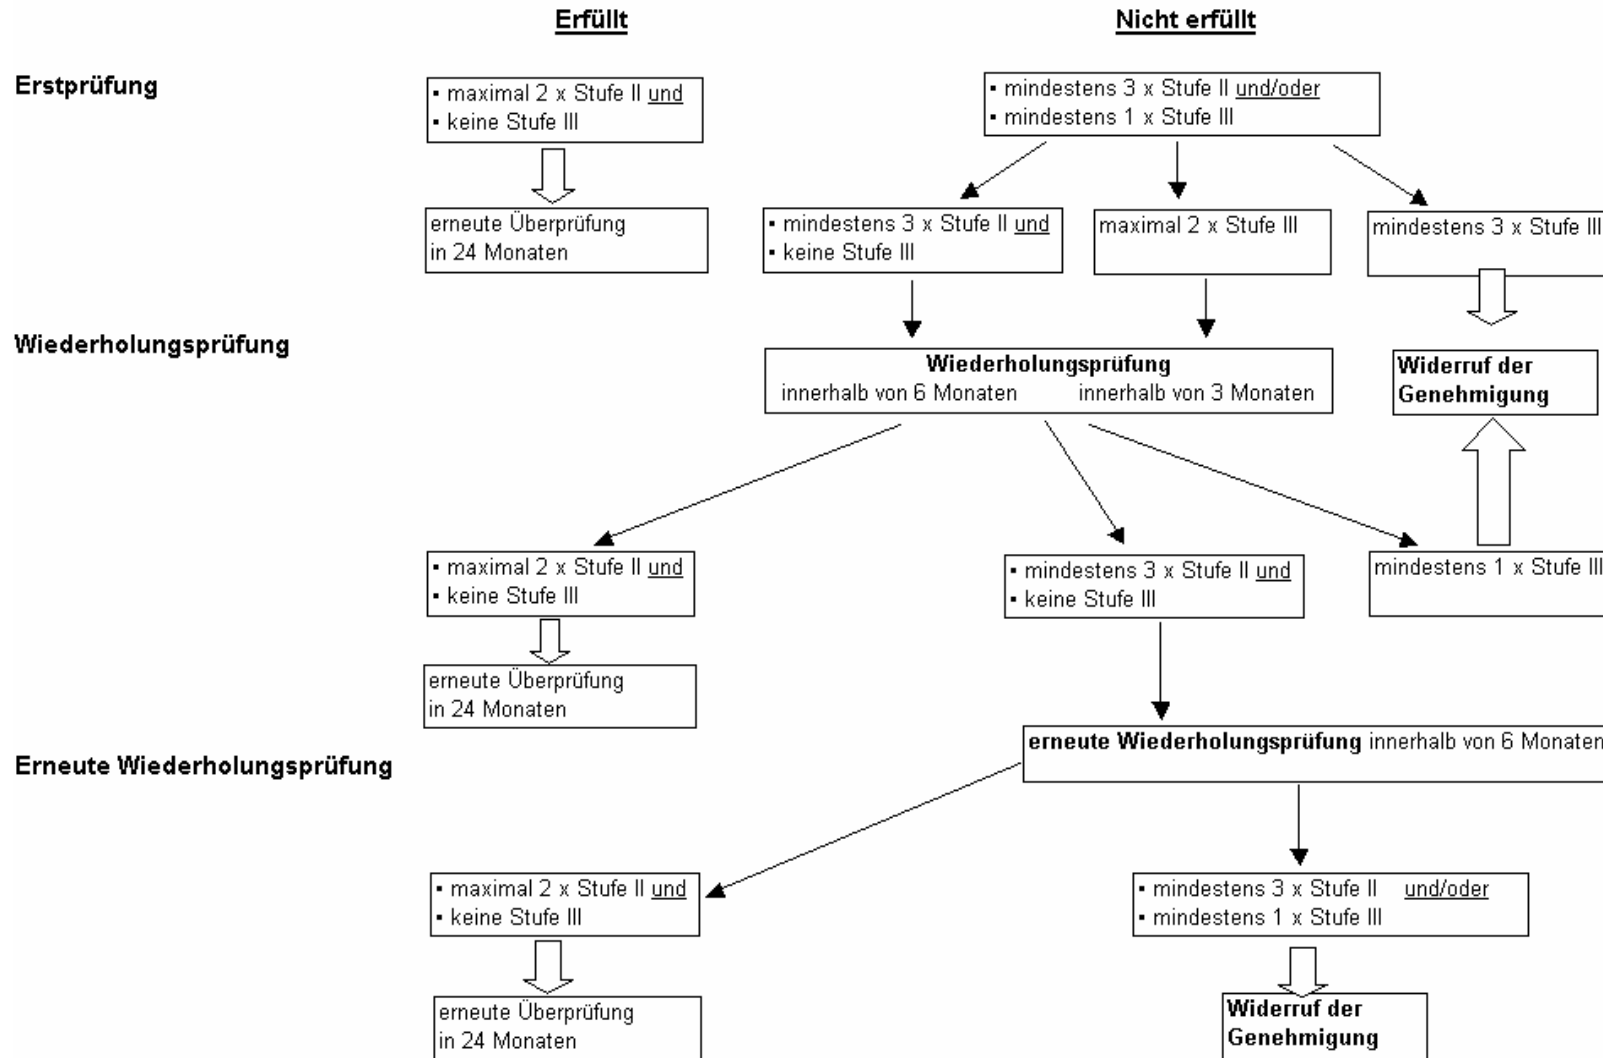 Erfüllt
Nicht erfüllt
Erstprüfung
▪ maximal 2 x Stufe II und
▪ keine Stufe III
▪ mindestens 3 x Stufe II und/oder
▪ mindestens 1 x Stufe III
erneute Überprüfung
in 24 Monaten
▪ mindestens 3 x Stufe II und
▪ keine Stufe III
maximal 2 x Stufe III
mindestens 3 x Stufe III
Wiederholungsprüfung
Wiederholungsprüfung
innerhalb von 6 Monaten innerhalb von 3 Monaten
Widerruf der
Genehmigung
▪ maximal 2 x Stufe II und
▪ keine Stufe III
▪ mindestens 3 x Stufe II und
▪ keine Stufe III
mindestens 1 x Stufe III
erneute Überprüfung
in 24 Monaten
erneute Wiederholungsprüfung innerhalb von 6 Monaten
Erneute Wiederholungsprüfung
▪ maximal 2 x Stufe II und
▪ keine Stufe III
▪ mindestens 3 x Stufe II und/oder
▪ mindestens 1 x Stufe III
erneute Überprüfung
in 24 Monaten
Widerruf der
Genehmigung